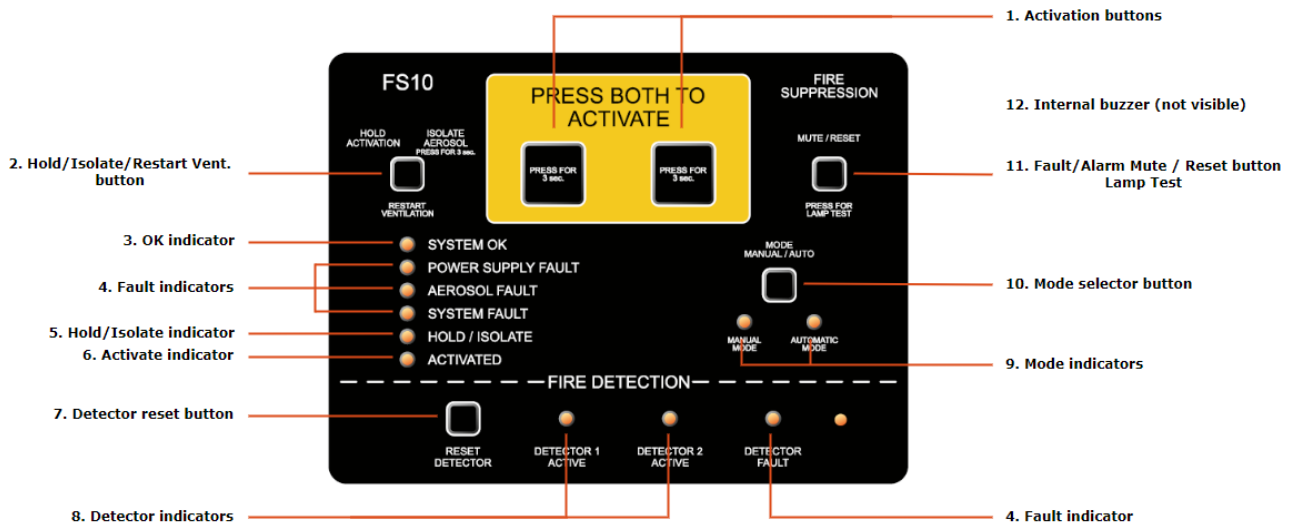 1. Activation buttons
FS10
PRESS BOTH TO
ACTIVATE
FIRE
SUPPRESSION
12. Internal buzzer (not visible)
HOLD
ACTIVATION
ISOLATE
AEROSOL
PRESS FOR 3 sec.
MUTE / RESET
2. Hold/Isolate/Restart Vent.
button
PRESS FOR
3 sec.
PRESS FOR
3 sec.
11. Fault/Alarm Mute / Reset button
Lamp Test
RESTART
VENTILATION
PRESS FOR
LAMP TEST
3. OK indicator
SYSTEM OK
MODE
MANUAL / AUTO
4. Fault indicators
POWER SUPPLY FAULT
AEROSOL FAULT
SYSTEM FAULT
10. Mode selector button
5. Hold/Isolate indicator
HOLD / ISOLATE
MANUAL
MODE
AUTOMATIC
MODE
6. Activate indicator
ACTIVATED
9. Mode indicators
FIRE DETECTION
7. Detector reset button
RESET
DETECTOR
DETECTOR 1
ACTIVE
DETECTOR 2
ACTIVE
DETECTOR
FAULT
8. Detector indicators
4. Fault indicator